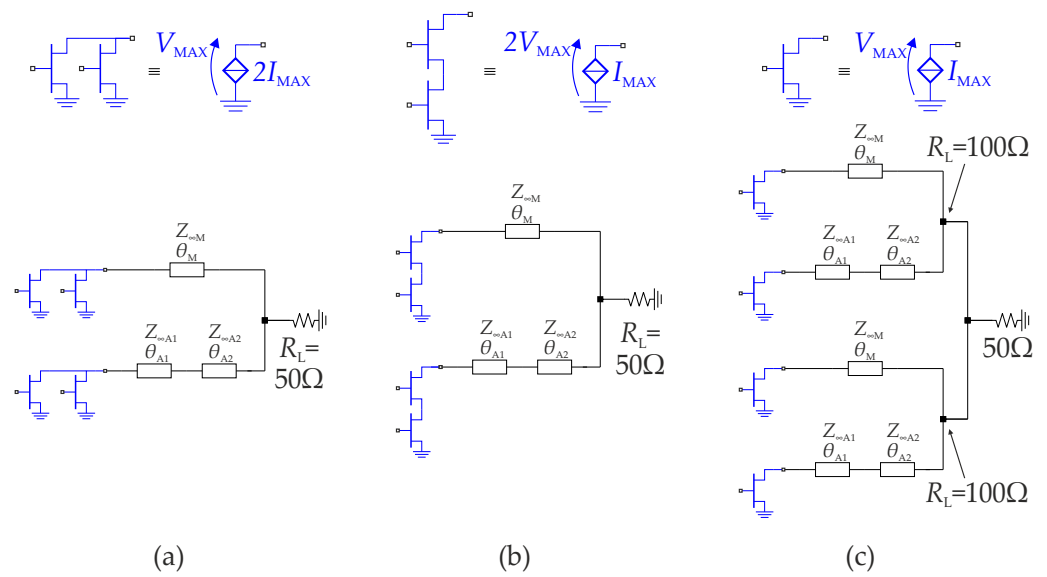 V_MAX
≡
2I_MAX
2V_MAX
≡
I_MAX
V_MAX
≡
I_MAX
Z_∞M
θ_M
Z_∞A1
θ_A1
Z_∞A2
θ_A2
R_L=
50Ω
Z_∞M
θ_M
Z_∞A1
θ_A1
Z_∞A2
θ_A2
R_L=
50Ω
Z_∞M
θ_M
R_L=100Ω
Z_∞A1
θ_A1
Z_∞A2
θ_A2
50Ω
Z_∞M
θ_M
Z_∞A1
θ_A1
Z_∞A2
θ_A2
R_L=100Ω
(a)
(b)
(c)